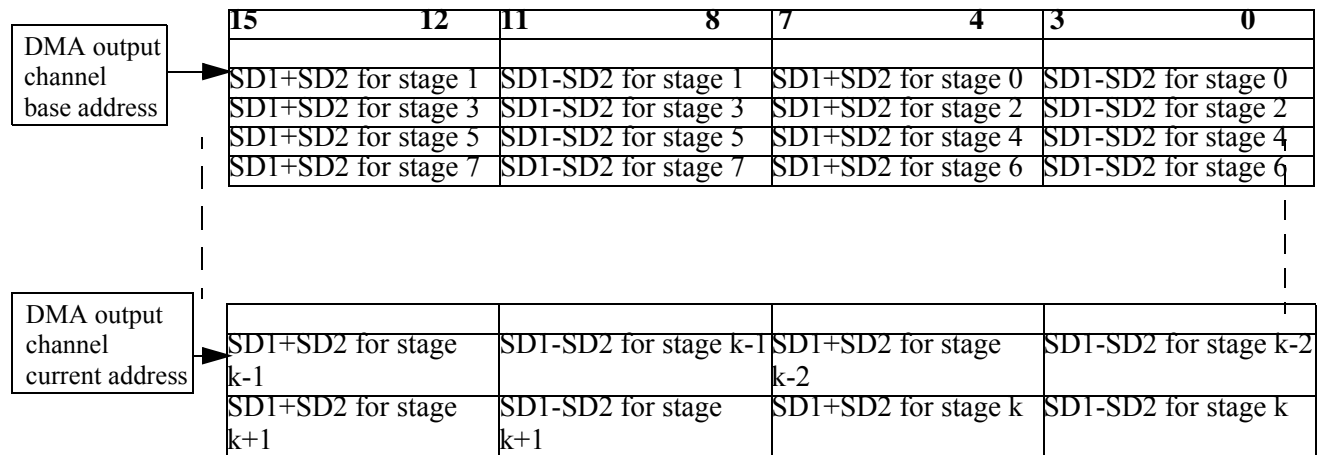 15 12 11 8 7 4 3 0
DMA output
channel
base address
SD1+SD2 for stage 1 SD1-SD2 for stage 1 SD1+SD2 for stage 0 SD1-SD2 for stage 0
SD1+SD2 for stage 3 SD1-SD2 for stage 3 SD1+SD2 for stage 2 SD1-SD2 for stage 2
SD1+SD2 for stage 5 SD1-SD2 for stage 5 SD1+SD2 for stage 4 SD1-SD2 for stage 4
SD1+SD2 for stage 7 SD1-SD2 for stage 7 SD1+SD2 for stage 6 SD1-SD2 for stage 6
DMA output
channel
current address
SD1+SD2 for stage
k-1
SD1-SD2 for stage k-1
SD1+SD2 for stage
k-2
SD1-SD2 for stage k-2
SD1+SD2 for stage
k+1
SD1-SD2 for stage
k+1
SD1+SD2 for stage k
SD1-SD2 for stage k